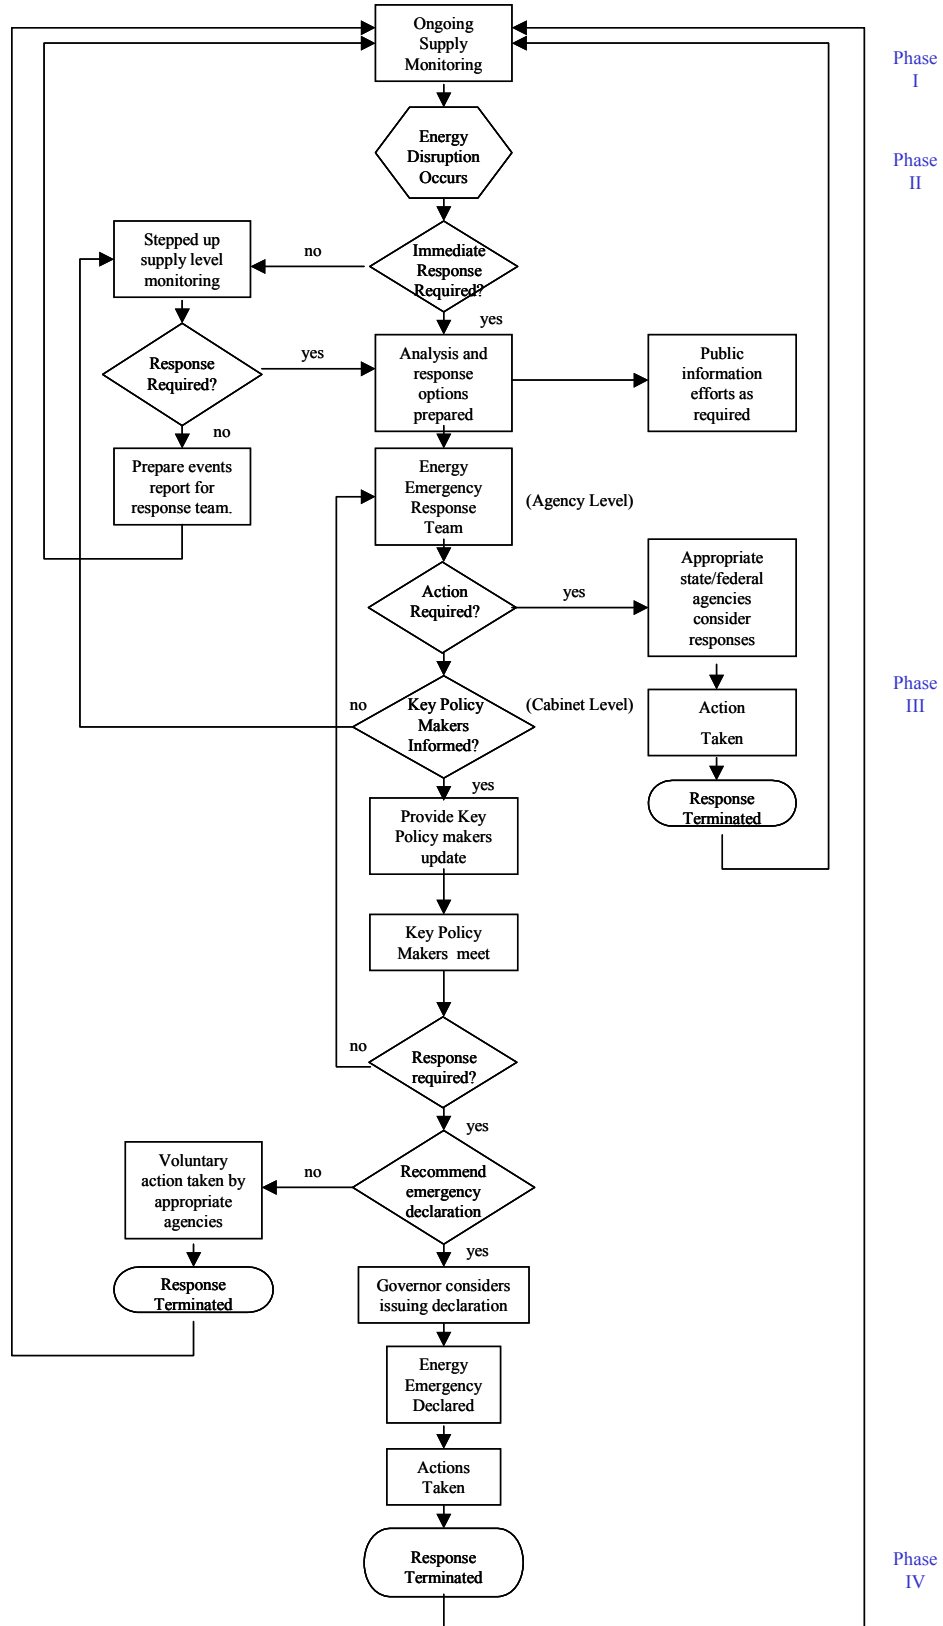 Ongoing
Supply
Monitoring
Phase
I
Energy
Disruption
Occurs
Phase
II
Stepped up
supply level
monitoring
no
Immediate
Response
Required?
yes
Response
Required?
yes
Analysis and
response
options
prepared
Public
information
efforts as
required
no
Prepare events
report for
response team.
Energy
Emergency
Response
Team
(Agency Level)
Action
Required?
yes
Appropriate
state/federal
agencies
consider
responses
no
Key Policy
Makers
Informed?
(Cabinet Level)
Action
Taken
Phase
III
yes
Response
Terminated
Provide Key
Policy makers
update
Key Policy
Makers meet
no
Response
required?
yes
Voluntary
action taken by
appropriate
agencies
no
Recommend
emergency
declaration
yes
Response
Terminated
Governor considers
issuing declaration
Energy
Emergency
Declared
Actions
Taken
Response
Terminated
Phase
IV